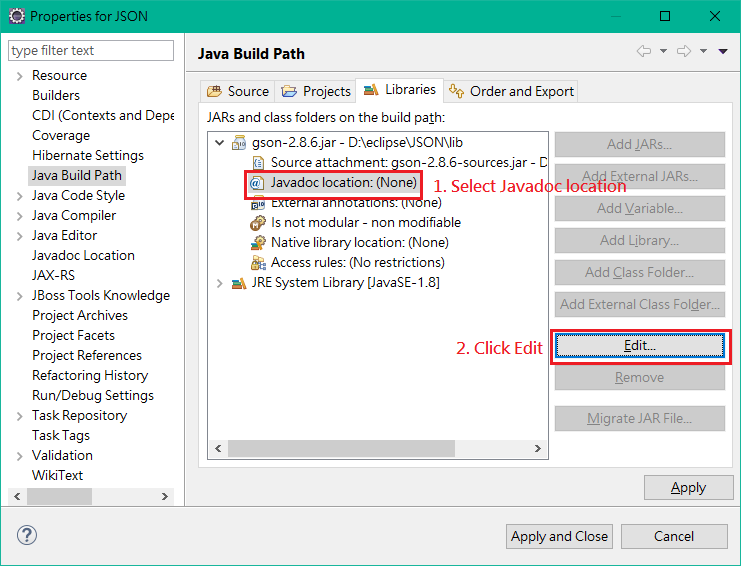 Properties for JSON
type filter text
Resource
Builders
CDI (Contexts and Depe
Coverage
Hibernate Settings
Java Build Path
Java Code Style
Java Compiler
Java Editor
Javadoc Location
JAX-RS
JBoss Tools Knowledge
Project Archives
Project Facets
Project References
Refactoring History
Run/Debug Settings
Task Repository
Task Tags
Validation
WikiText
Java Build Path
Source
Projects
Libraries
Order and Export
JARs and class folders on the build path:
gson-2.8.6.jar - D:\eclipse\JSON\lib
Source attachment: gson-2.8.6-sources.jar - D
Javadoc location: (None)
1. Select Javadoc location
External annotations: (None)
Is not modular - non modifiable
Native library location: (None)
Access rules: (No restrictions)
JRE System Library [JavaSE-1.8]
Add JARs...
Add External JARs...
Add Variable...
Add Library...
Add Class Folder...
Add External Class Folder...
2. Click Edit
Edit...
Remove
Migrate JAR File...
Apply
Apply and Close
Cancel